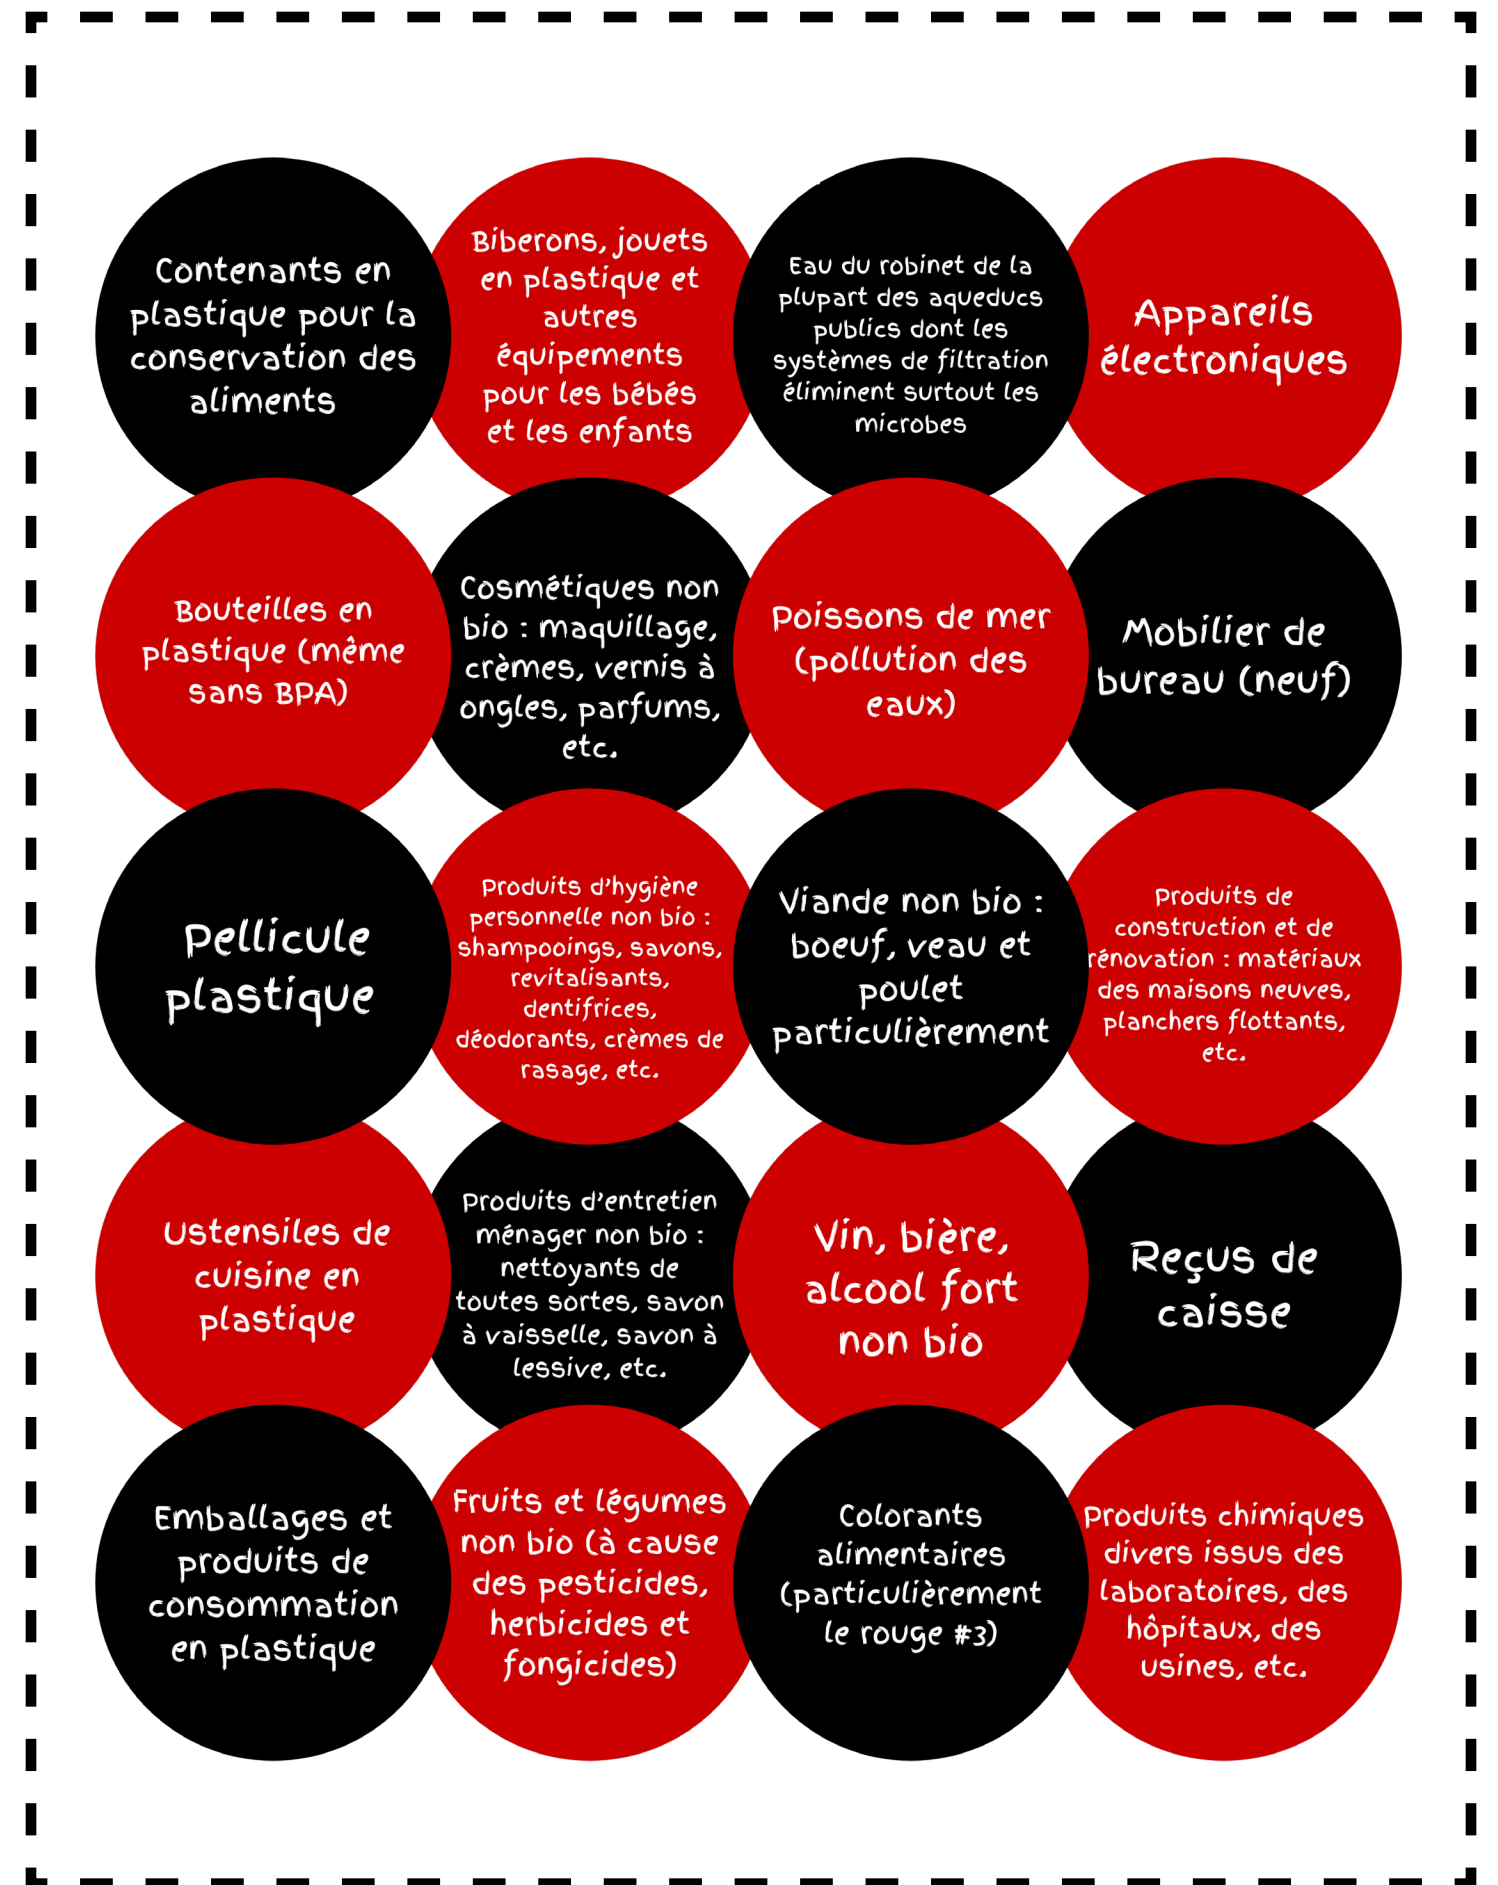 Contenants en
plastique pour la
conservation des
aliments
Biberons, jouets
en plastique et
autres
équipements
pour les bébés
et les enfants
Eau du robinet de la
plupart des aqueducs
publics dont les
systèmes de filtration
éliminent surtout les
microbes
Appareils
électroniques
Bouteilles en
plastique (même
sans BPA)
Cosmétiques non
bio : maquillage,
crèmes, vernis à
ongles, parfums,
etc.
Poissons de mer
(pollution des
eaux)
Mobilier de
bureau (neuf)
Pellicule
plastique
Produits d'hygiène
personnelle non bio :
shampooings, savons,
revitalisants,
dentifrices,
déodorants, crèmes de
rasage, etc.
Viande non bio :
boeuf, veau et
poulet
particulièrement
Produits de
construction et de
rénovation : matériaux
des maisons neuves,
planchers flottants,
etc.
Ustensiles de
cuisine en
plastique
Produits d'entretien
ménager non bio :
nettoyants de
toutes sortes, savon
à vaisselle, savon à
lessive, etc.
Vin, bière,
alcool fort
non bio
Reçus de
caisse
Emballages et
produits de
consommation
en plastique
Fruits et légumes
non bio (à cause
des pesticides,
herbicides et
fongicides)
Colorants
alimentaires
(particulièrement
le rouge #3)
Produits chimiques
divers issus des
laboratoires, des
hôpitaux, des
usines, etc.